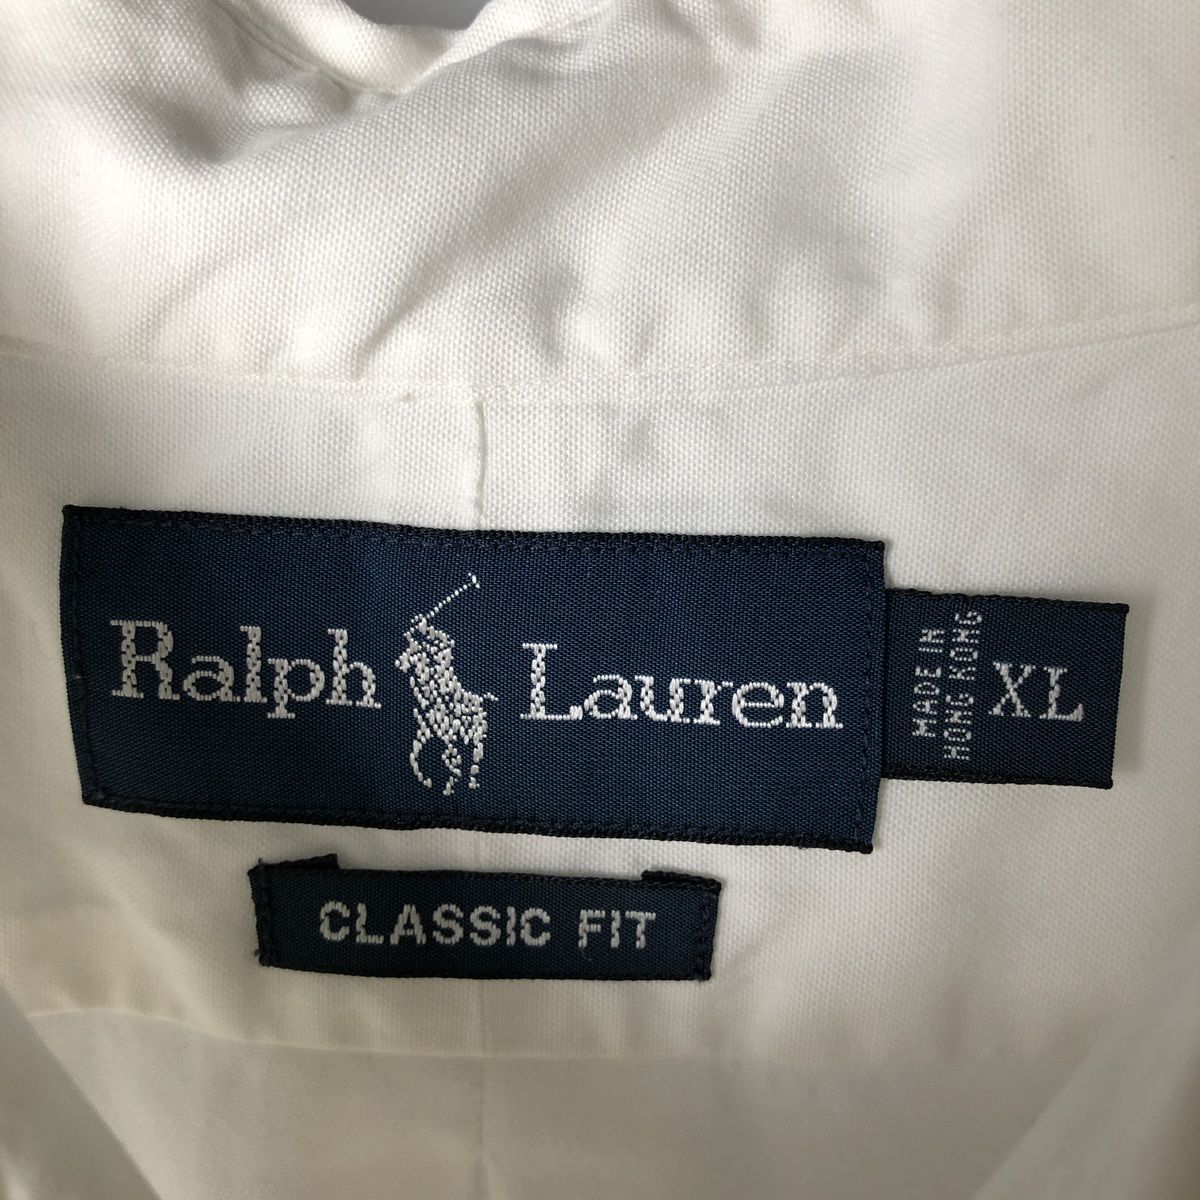 Ralph Lauren
MADE IN
HONG KONG
XL
CLASSIC FIT